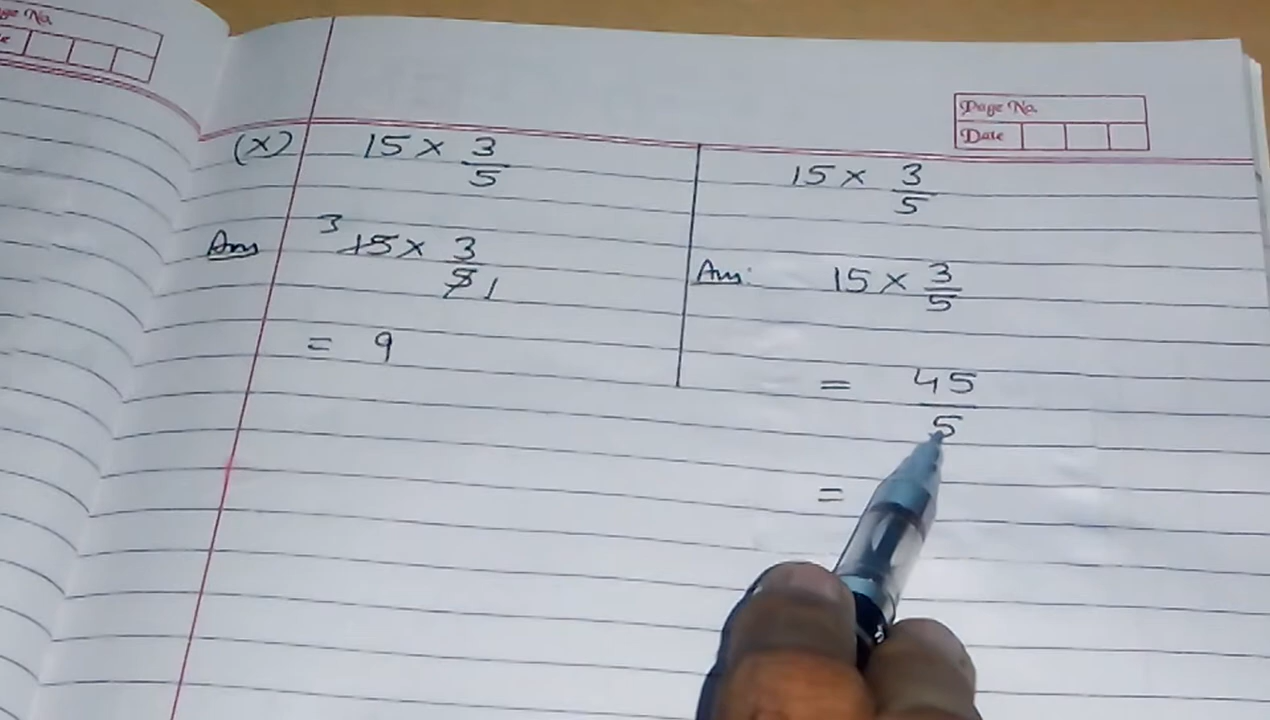 ge No.
Page No.
Date
(x) 15 × 3/5
Ans 3 15 × 3/5 1
= 9
15 × 3/5
Ans: 15 × 3/5
= 45/5
=